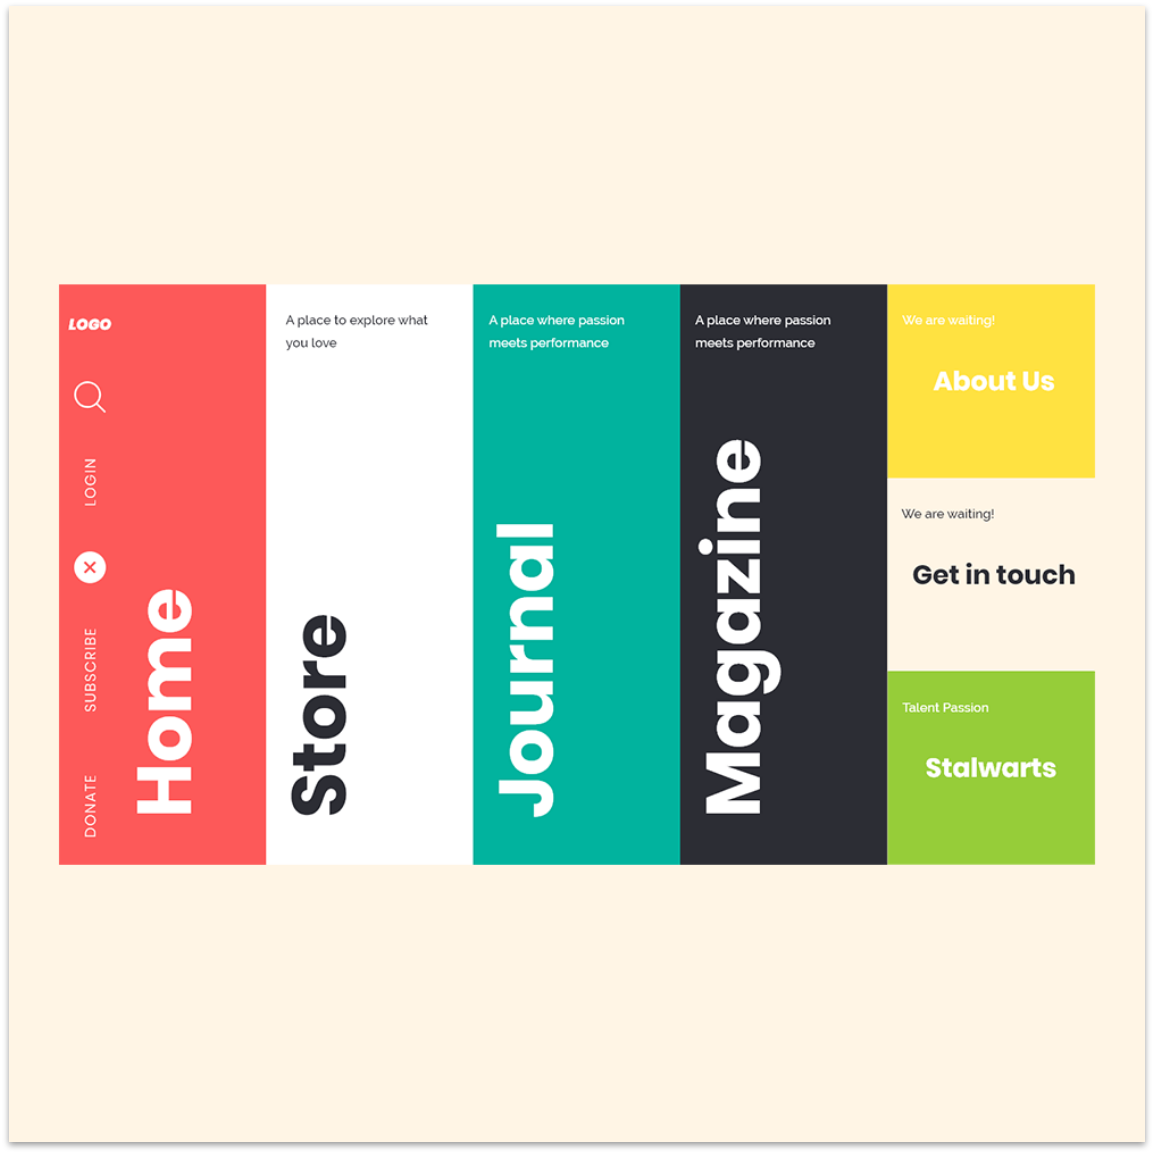 LOGO
LOGIN
SUBSCRIBE
DONATE
Home
A place to explore what
you love
Store
A place where passion
meets performance
Journal
A place where passion
meets performance
Magazine
We are waiting!
About Us
We are waiting!
Get in touch
Talent Passion
Stalwarts